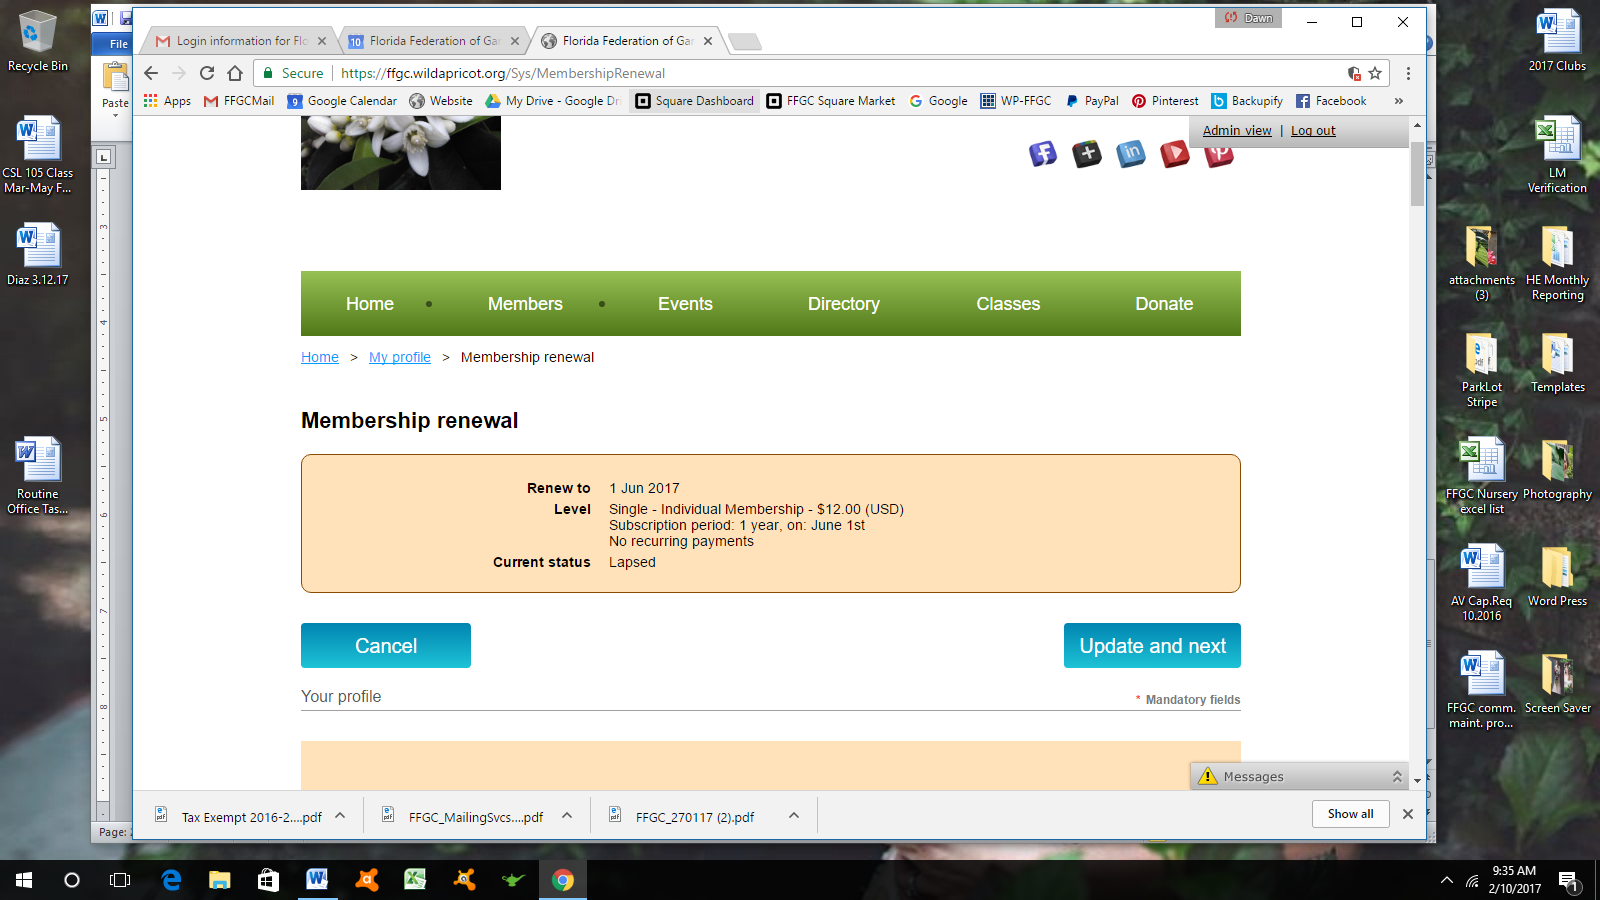 Recycle Bin
CSL 105 Class
Mar-May F...
Diaz 3.12.17
Routine
Office Tas...
File
Paste
Dawn
Login information for Flo
Florida Federation of Gar
Florida Federation of Gar
Secure
https://ffgc.wildapricot.org/Sys/MembershipRenewal
Apps
FFGCMail
Google Calendar
Website
My Drive - Google Dri
Square Dashboard
FFGC Square Market
Google
WP-FFGC
PayPal
Pinterest
Backupify
Facebook
»
Admin view | Log out
Home
Members
Events
Directory
Classes
Donate
Home > My profile > Membership renewal
Membership renewal
Renew to 1 Jun 2017
Level Single - Individual Membership - $12.00 (USD)
Subscription period: 1 year, on: June 1st
No recurring payments
Current status Lapsed
Cancel
Update and next
Your profile
* Mandatory fields
Messages
Tax Exempt 2016-2....pdf
FFGC_MailingSvcs....pdf
FFGC_270117 (2).pdf
Show all
Page:
2017 Clubs
LM
Verification
attachments
(3)
HE Monthly
Reporting
ParkLot
Stripe
Templates
FFGC Nursery
excel list
Photography
AV Cap.Req
10.2016
Word Press
FFGC comm.
maint. pro...
Screen Saver
9:35 AM
2/10/2017
1